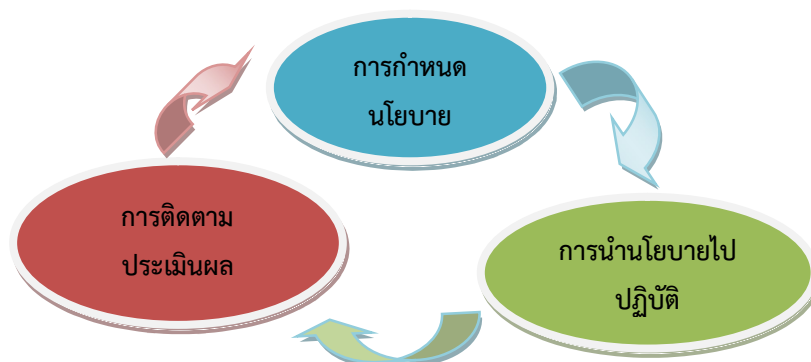 การกำหนด
นโยบาย
การติดตาม
ประเมินผล
การนำนโยบายไป
ปฏิบัติ